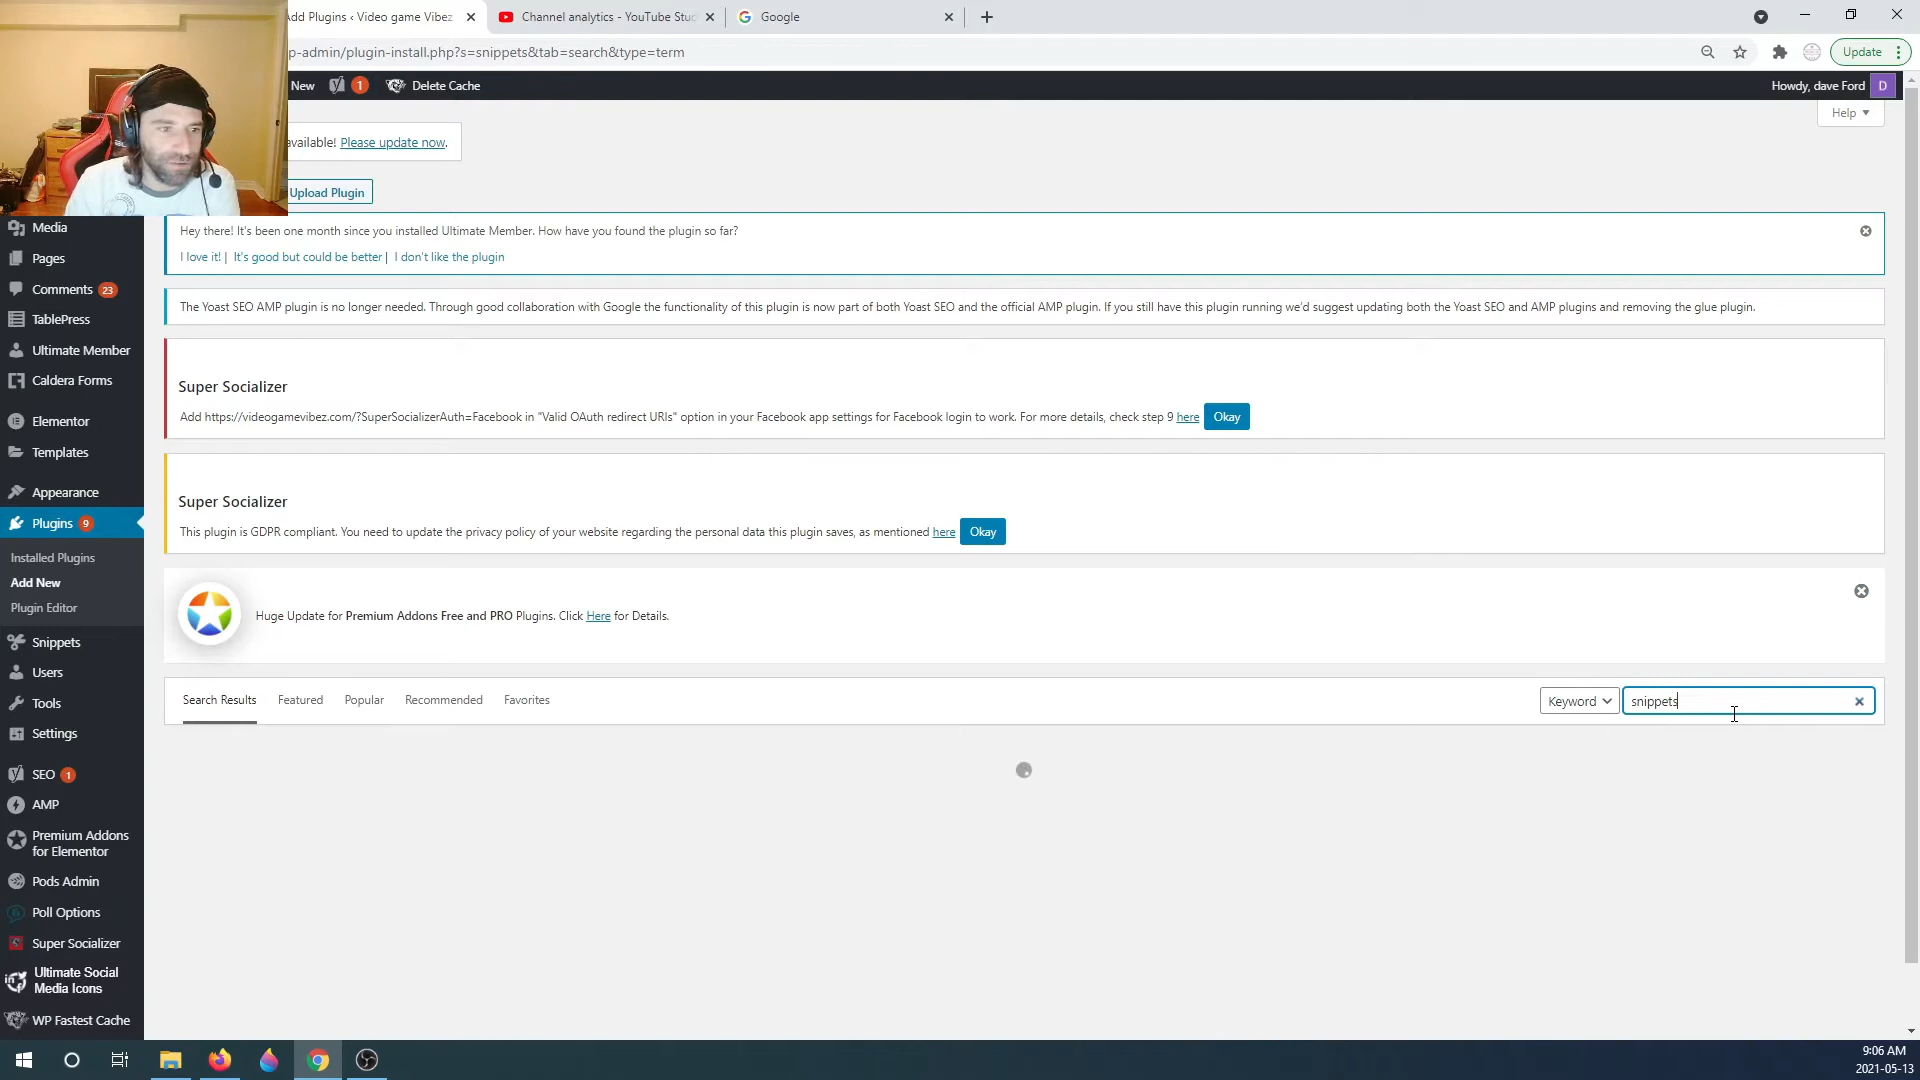 Add Plugins ‹ Video game Vibez
Channel analytics - YouTube Stu
Google
p-admin/plugin-install.php?s=snippets&tab=search&type=term
Update
New
1
Delete Cache
Howdy, dave Ford
D
Help
available! Please update now.
Upload Plugin
Media
Pages
Comments 23
TablePress
Ultimate Member
Caldera Forms
Elementor
Templates
Appearance
Plugins 9
Installed Plugins
Add New
Plugin Editor
Snippets
Users
Tools
Settings
SEO 1
AMP
Premium Addons
for Elementor
Pods Admin
Poll Options
Super Socializer
Ultimate Social
Media Icons
WP Fastest Cache
Hey there! It's been one month since you installed Ultimate Member. How have you found the plugin so far?
I love it! | It's good but could be better | I don't like the plugin
The Yoast SEO AMP plugin is no longer needed. Through good collaboration with Google the functionality of this plugin is now part of both Yoast SEO and the official AMP plugin. If you still have this plugin running we'd suggest updating both the Yoast SEO and AMP plugins and removing the glue plugin.
Super Socializer
Add https://videogamevibez.com/?SuperSocializerAuth=Facebook in "Valid OAuth redirect URIs" option in your Facebook app settings for Facebook login to work. For more details, check step 9 here Okay
Super Socializer
This plugin is GDPR compliant. You need to update the privacy policy of your website regarding the personal data this plugin saves, as mentioned here Okay
Huge Update for Premium Addons Free and PRO Plugins. Click Here for Details.
Search Results
Featured
Popular
Recommended
Favorites
Keyword
snippets
9:06 AM
2021-05-13